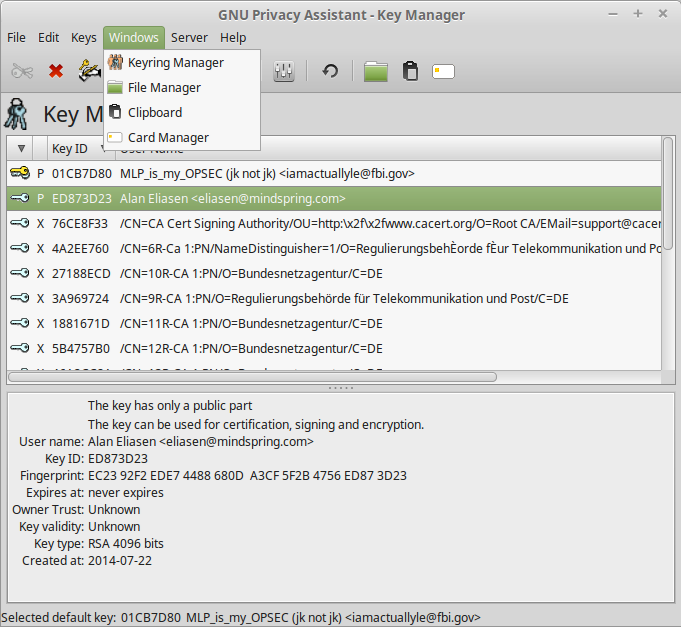 GNU Privacy Assistant - Key Manager
File Edit Keys Windows Server Help
Keyring Manager
File Manager
Clipboard
Card Manager
Key M
Key ID
P 01CB7D80 MLP_is_my_OPSEC (jk not jk) <iamactuallyle@fbi.gov>
P ED873D23 Alan Eliasen <eliasen@mindspring.com>
X 76CE8F33 /CN=CA Cert Signing Authority/OU=http:\x2f\x2fwww.cacert.org/O=Root CA/EMail=support@cacer
X 4A2EE760 /CN=6R-Ca 1:PN/NameDistinguisher=1/O=RegulierungsbehÈorde fÈur Telekommunikation und Po
X 27188ECD /CN=10R-CA 1:PN/O=Bundesnetzagentur/C=DE
X 3A969724 /CN=9R-CA 1:PN/O=Regulierungsbehörde für Telekommunikation und Post/C=DE
X 1881671D /CN=11R-CA 1:PN/O=Bundesnetzagentur/C=DE
X 5B4757B0 /CN=12R-CA 1:PN/O=Bundesnetzagentur/C=DE
The key has only a public part
The key can be used for certification, signing and encryption.
User name: Alan Eliasen <eliasen@mindspring.com>
Key ID: ED873D23
Fingerprint: EC23 92F2 EDE7 4488 680D A3CF 5F2B 4756 ED87 3D23
Expires at: never expires
Owner Trust: Unknown
Key validity: Unknown
Key type: RSA 4096 bits
Created at: 2014-07-22
Selected default key: 01CB7D80 MLP_is_my_OPSEC (jk not jk) <iamactuallyle@fbi.gov>